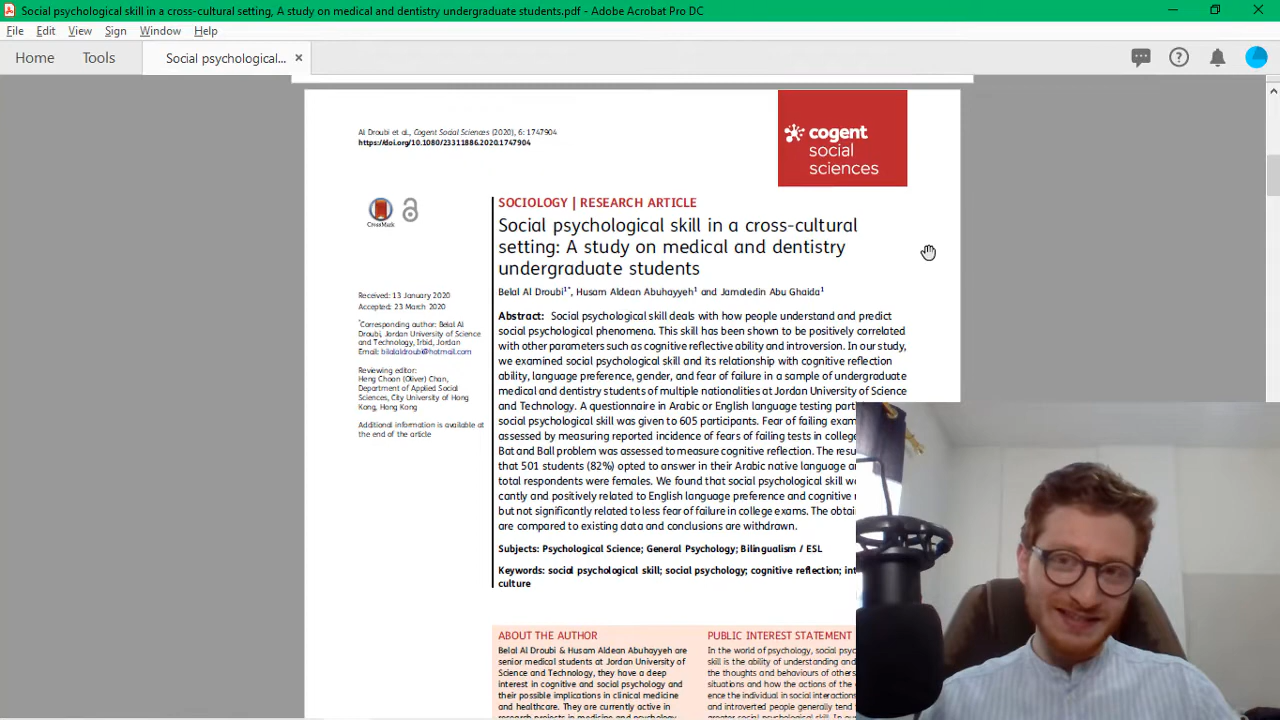 Social psychological skill in a cross-cultural setting, A study on medical and dentistry undergraduate students.pdf - Adobe Acrobat Pro DC
File Edit View Sign Window Help
Home Tools Social psychological... ×
Al Droubi et al., Cogent Social Sciences (2020), 6: 1747904
https://doi.org/10.1080/23311886.2020.1747904
cogent
social
sciences
CrossMark
SOCIOLOGY | RESEARCH ARTICLE
Social psychological skill in a cross-cultural
setting: A study on medical and dentistry
undergraduate students
Belal Al Droubi1*, Husam Aldean Abuhayyeh1 and Jamaledin Abu Ghaida1
Received: 13 January 2020
Accepted: 23 March 2020
*Corresponding author: Belal Al
Droubi, Jordan University of Science
and Technology, Irbid, Jordan
Email: bilalaldroubi@hotmail.com
Reviewing editor:
Heng Choon (Oliver) Chan,
Department of Applied Social
Sciences, City University of Hong
Kong, Hong Kong
Additional information is available at
the end of the article
Abstract: Social psychological skill deals with how people understand and predict
social psychological phenomena. This skill has been shown to be positively correlated
with other parameters such as cognitive reflective ability and introversion. In our study,
we examined social psychological skill and its relationship with cognitive reflection
ability, language preference, gender, and fear of failure in a sample of undergraduate
medical and dentistry students of multiple nationalities at Jordan University of Science
and Technology. A questionnaire in Arabic or English language testing part
social psychological skill was given to 605 participants. Fear of failing exam
assessed by measuring reported incidence of fears of failing tests in college
Bat and Ball problem was assessed to measure cognitive reflection. The resu
that 501 students (82%) opted to answer in their Arabic native language a
total respondents were females. We found that social psychological skill w
cantly and positively related to English language preference and cognitive r
but not significantly related to less fear of failure in college exams. The obtai
are compared to existing data and conclusions are withdrawn.
Subjects: Psychological Science; General Psychology; Bilingualism / ESL
Keywords: social psychological skill; social psychology; cognitive reflection; int
culture
ABOUT THE AUTHOR
Belal Al Droubi & Husam Aldean Abuhayyeh are
senior medical students at Jordan University of
Science and Technology, they have a deep
interest in cognitive and social psychology and
their possible implications in clinical medicine
and healthcare. They are currently active in
research projects in medicine and psychology
PUBLIC INTEREST STATEMENT
In the world of psychology, social psyc
skill is the ability of understanding and
the thoughts and behaviours of others
situations and how the actions of the
ence the individual in social interactions
and introverted people generally tend